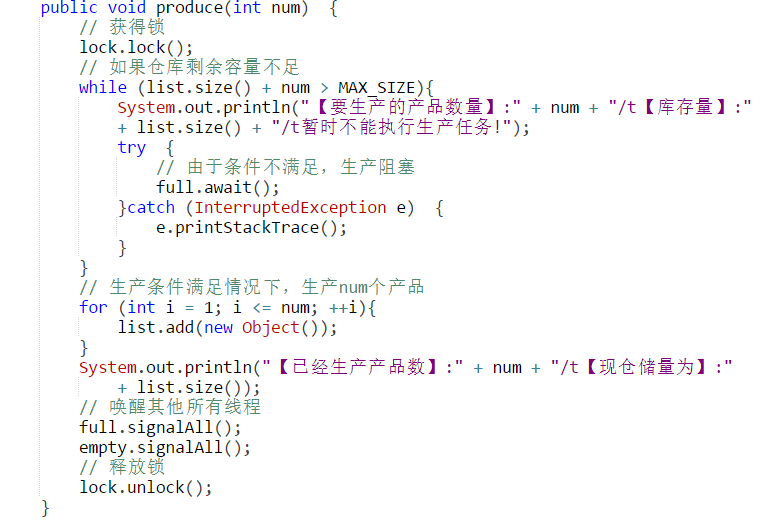 public void produce(int num)  {
    // 获得锁
    lock.lock();
    // 如果仓库剩余容量不足
    while (list.size() + num > MAX_SIZE){
        System.out.println("【要生产的产品数量】:" + num + "/t【库存量】:"
        + list.size() + "/t暂时不能执行生产任务!");
        try  {
            // 由于条件不满足，生产阻塞
            full.await();
        }catch (InterruptedException e)  {
            e.printStackTrace();
        }
    }
    // 生产条件满足情况下，生产num个产品
    for (int i = 1; i <= num; ++i){
        list.add(new Object());
    }
    System.out.println("【已经生产产品数】:" + num + "/t【现仓储量为】:"
        + list.size());
    // 唤醒其他所有线程
    full.signalAll();
    empty.signalAll();
    // 释放锁
    lock.unlock();
}